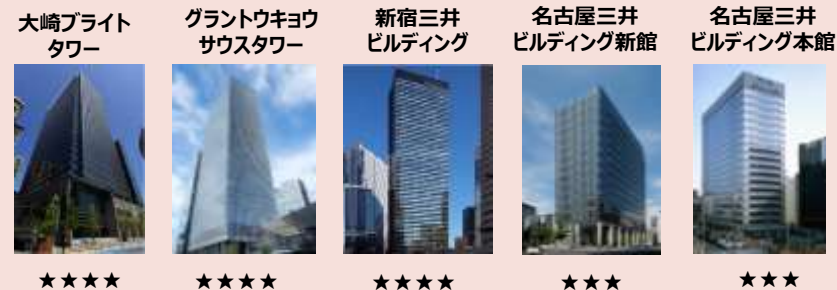 大崎ブライト
タワー
グラントウキョウ
サウスタワー
新宿三井
ビルディング
名古屋三井
ビルディング新館
名古屋三井
ビルディング本館
★★★★
★★★★
★★★★
★★★
★★★